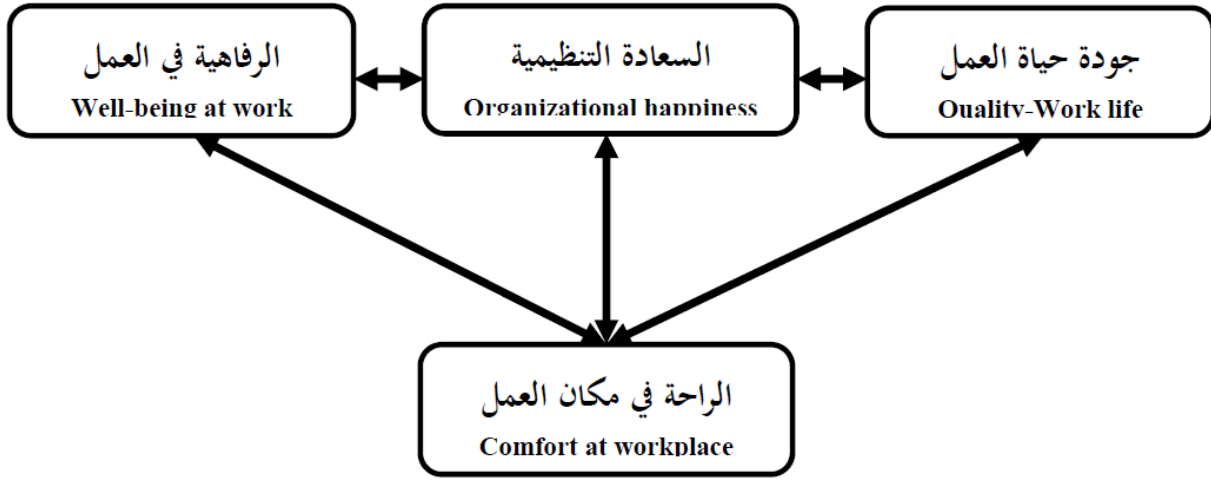 جودة حياة العمل
Quality-Work life
السعادة التنظيمية
Organizational happiness
الرفاهية في العمل
Well-being at work
الراحة في مكان العمل
Comfort at workplace